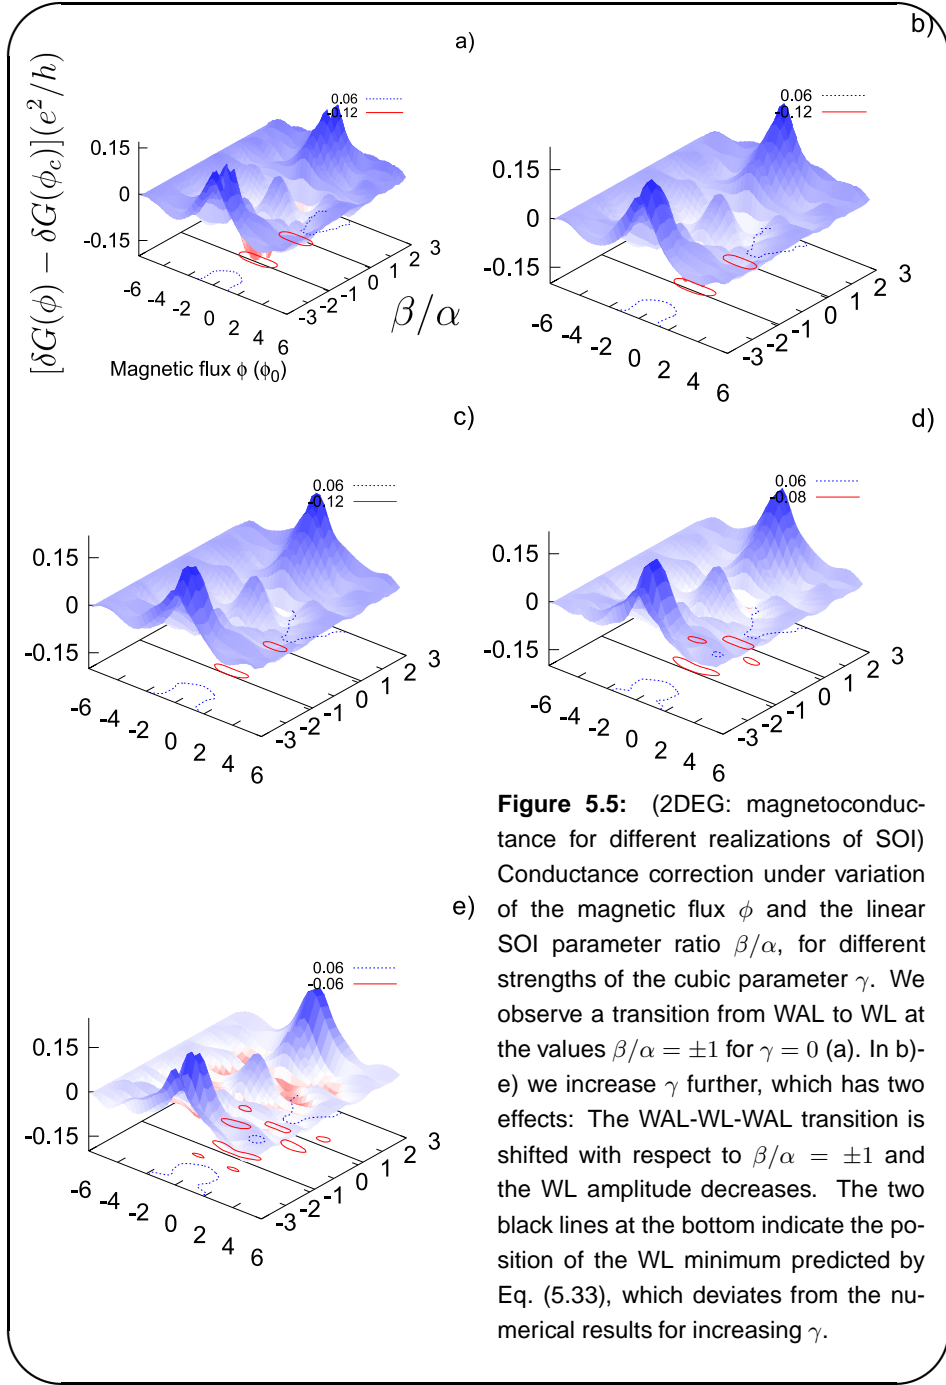 a)
[δG(φ) − δG(φc)](e²/h)
0.06
-0.12
0.15
0
-0.15
-6 -4 -2 0 2 4 6
-3 -2 -1 0 1 2 3
β/α
Magnetic flux ϕ (ϕ0)
b)
0.06
-0.12
0.15
0
-0.15
-6 -4 -2 0 2 4 6
-3 -2 -1 0 1 2 3
c)
0.06
-0.12
0.15
0
-0.15
-6 -4 -2 0 2 4 6
-3 -2 -1 0 1 2 3
d)
0.06
-0.08
0.15
0
-0.15
-6 -4 -2 0 2 4 6
-3 -2 -1 0 1 2 3
e)
0.06
-0.06
0.15
0
-0.15
-6 -4 -2 0 2 4 6
-3 -2 -1 0 1 2 3
Figure 5.5: (2DEG: magnetoconduc-
tance for different realizations of SOI)
Conductance correction under variation
of the magnetic flux φ and the linear
SOI parameter ratio β/α, for different
strengths of the cubic parameter γ. We
observe a transition from WAL to WL at
the values β/α = ±1 for γ = 0 (a). In b)-
e) we increase γ further, which has two
effects: The WAL-WL-WAL transition is
shifted with respect to β/α = ±1 and
the WL amplitude decreases. The two
black lines at the bottom indicate the po-
sition of the WL minimum predicted by
Eq. (5.33), which deviates from the nu-
merical results for increasing γ.